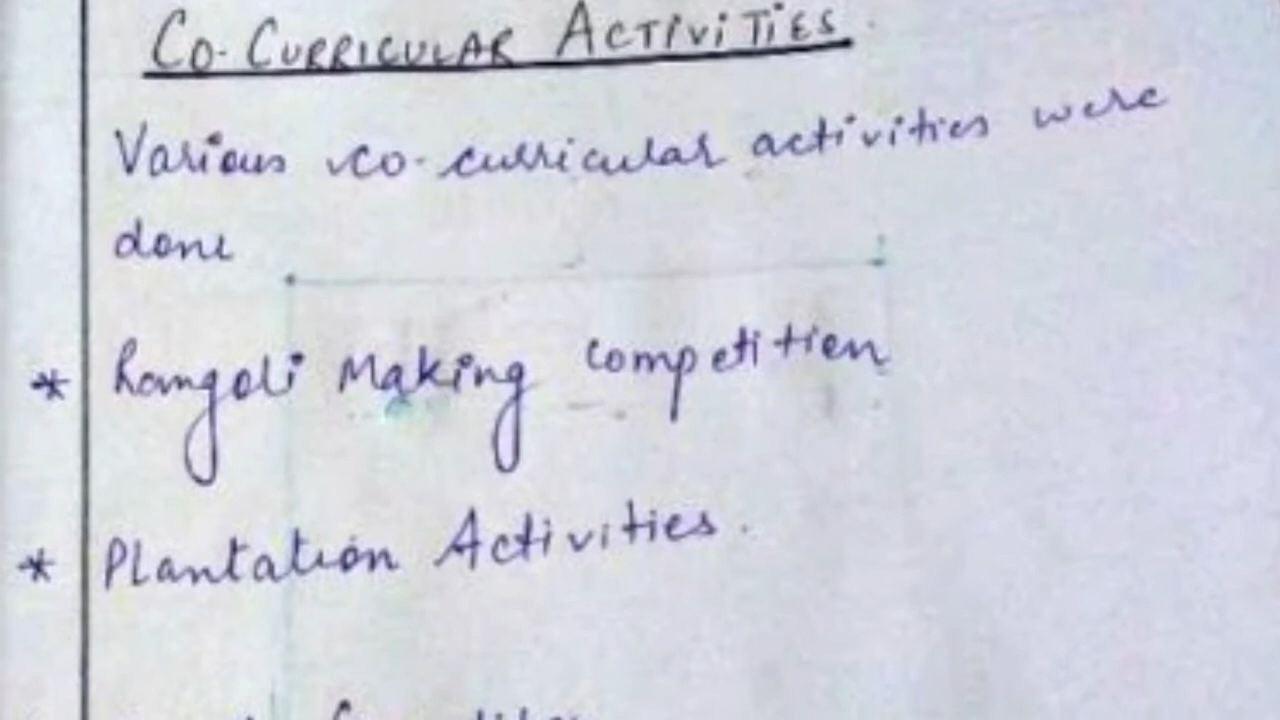 CO-CURRICULAR ACTIVITIES.
Various co-curricular activities were
done
* Rangoli Making competition
* Plantation Activities.